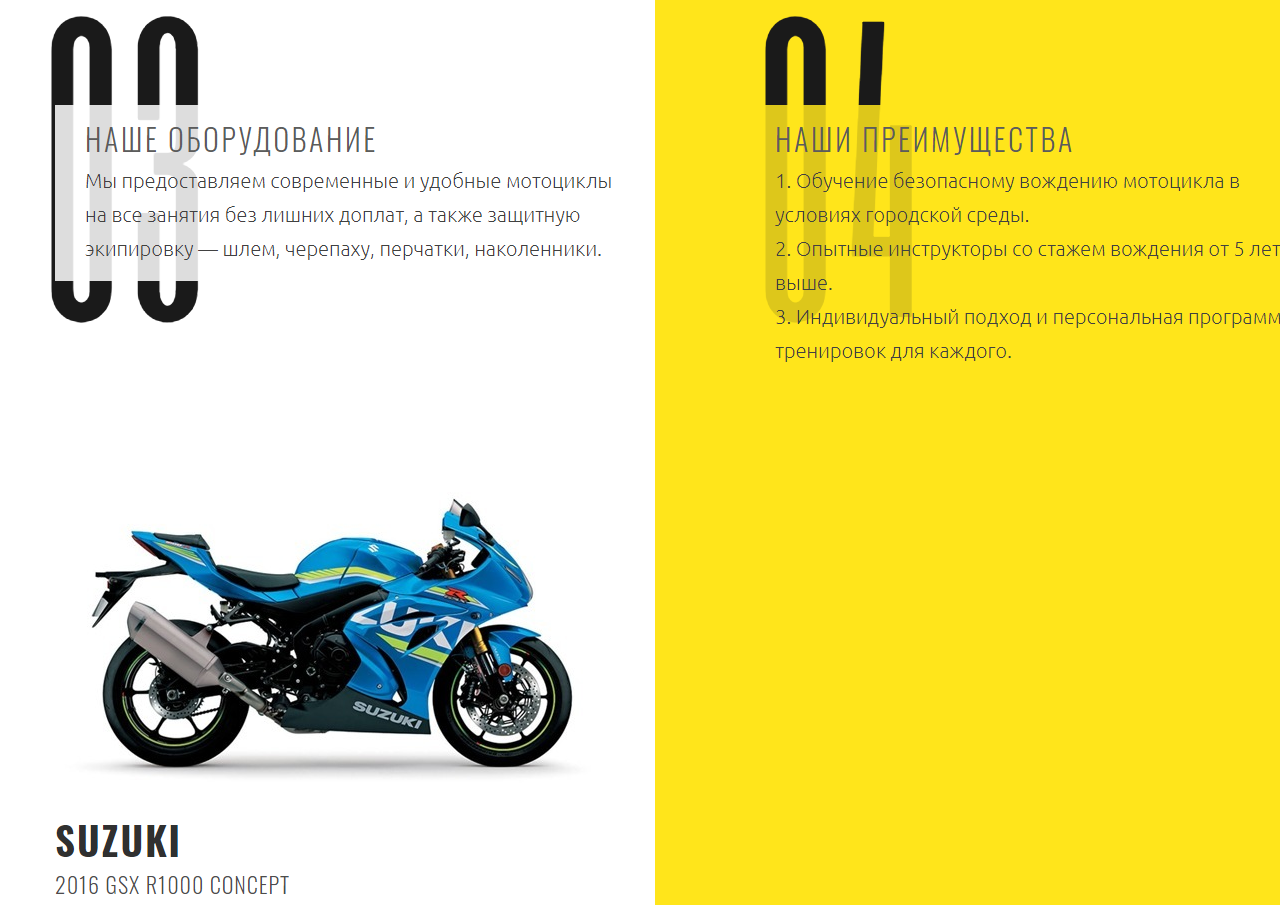 03
НАШЕ ОБОРУДОВАНИЕ
Мы предоставляем современные и удобные мотоциклы
на все занятия без лишних доплат, а также защитную
экипировку — шлем, черепаху, перчатки, наколенники.
SUZUKI
SUZUKI
2016 GSX R1000 CONCEPT
04
НАШИ ПРЕИМУЩЕСТВА
1. Обучение безопасному вождению мотоцикла в
условиях городской среды.
2. Опытные инструкторы со стажем вождения от 5 лет
выше.
3. Индивидуальный подход и персональная программ
тренировок для каждого.